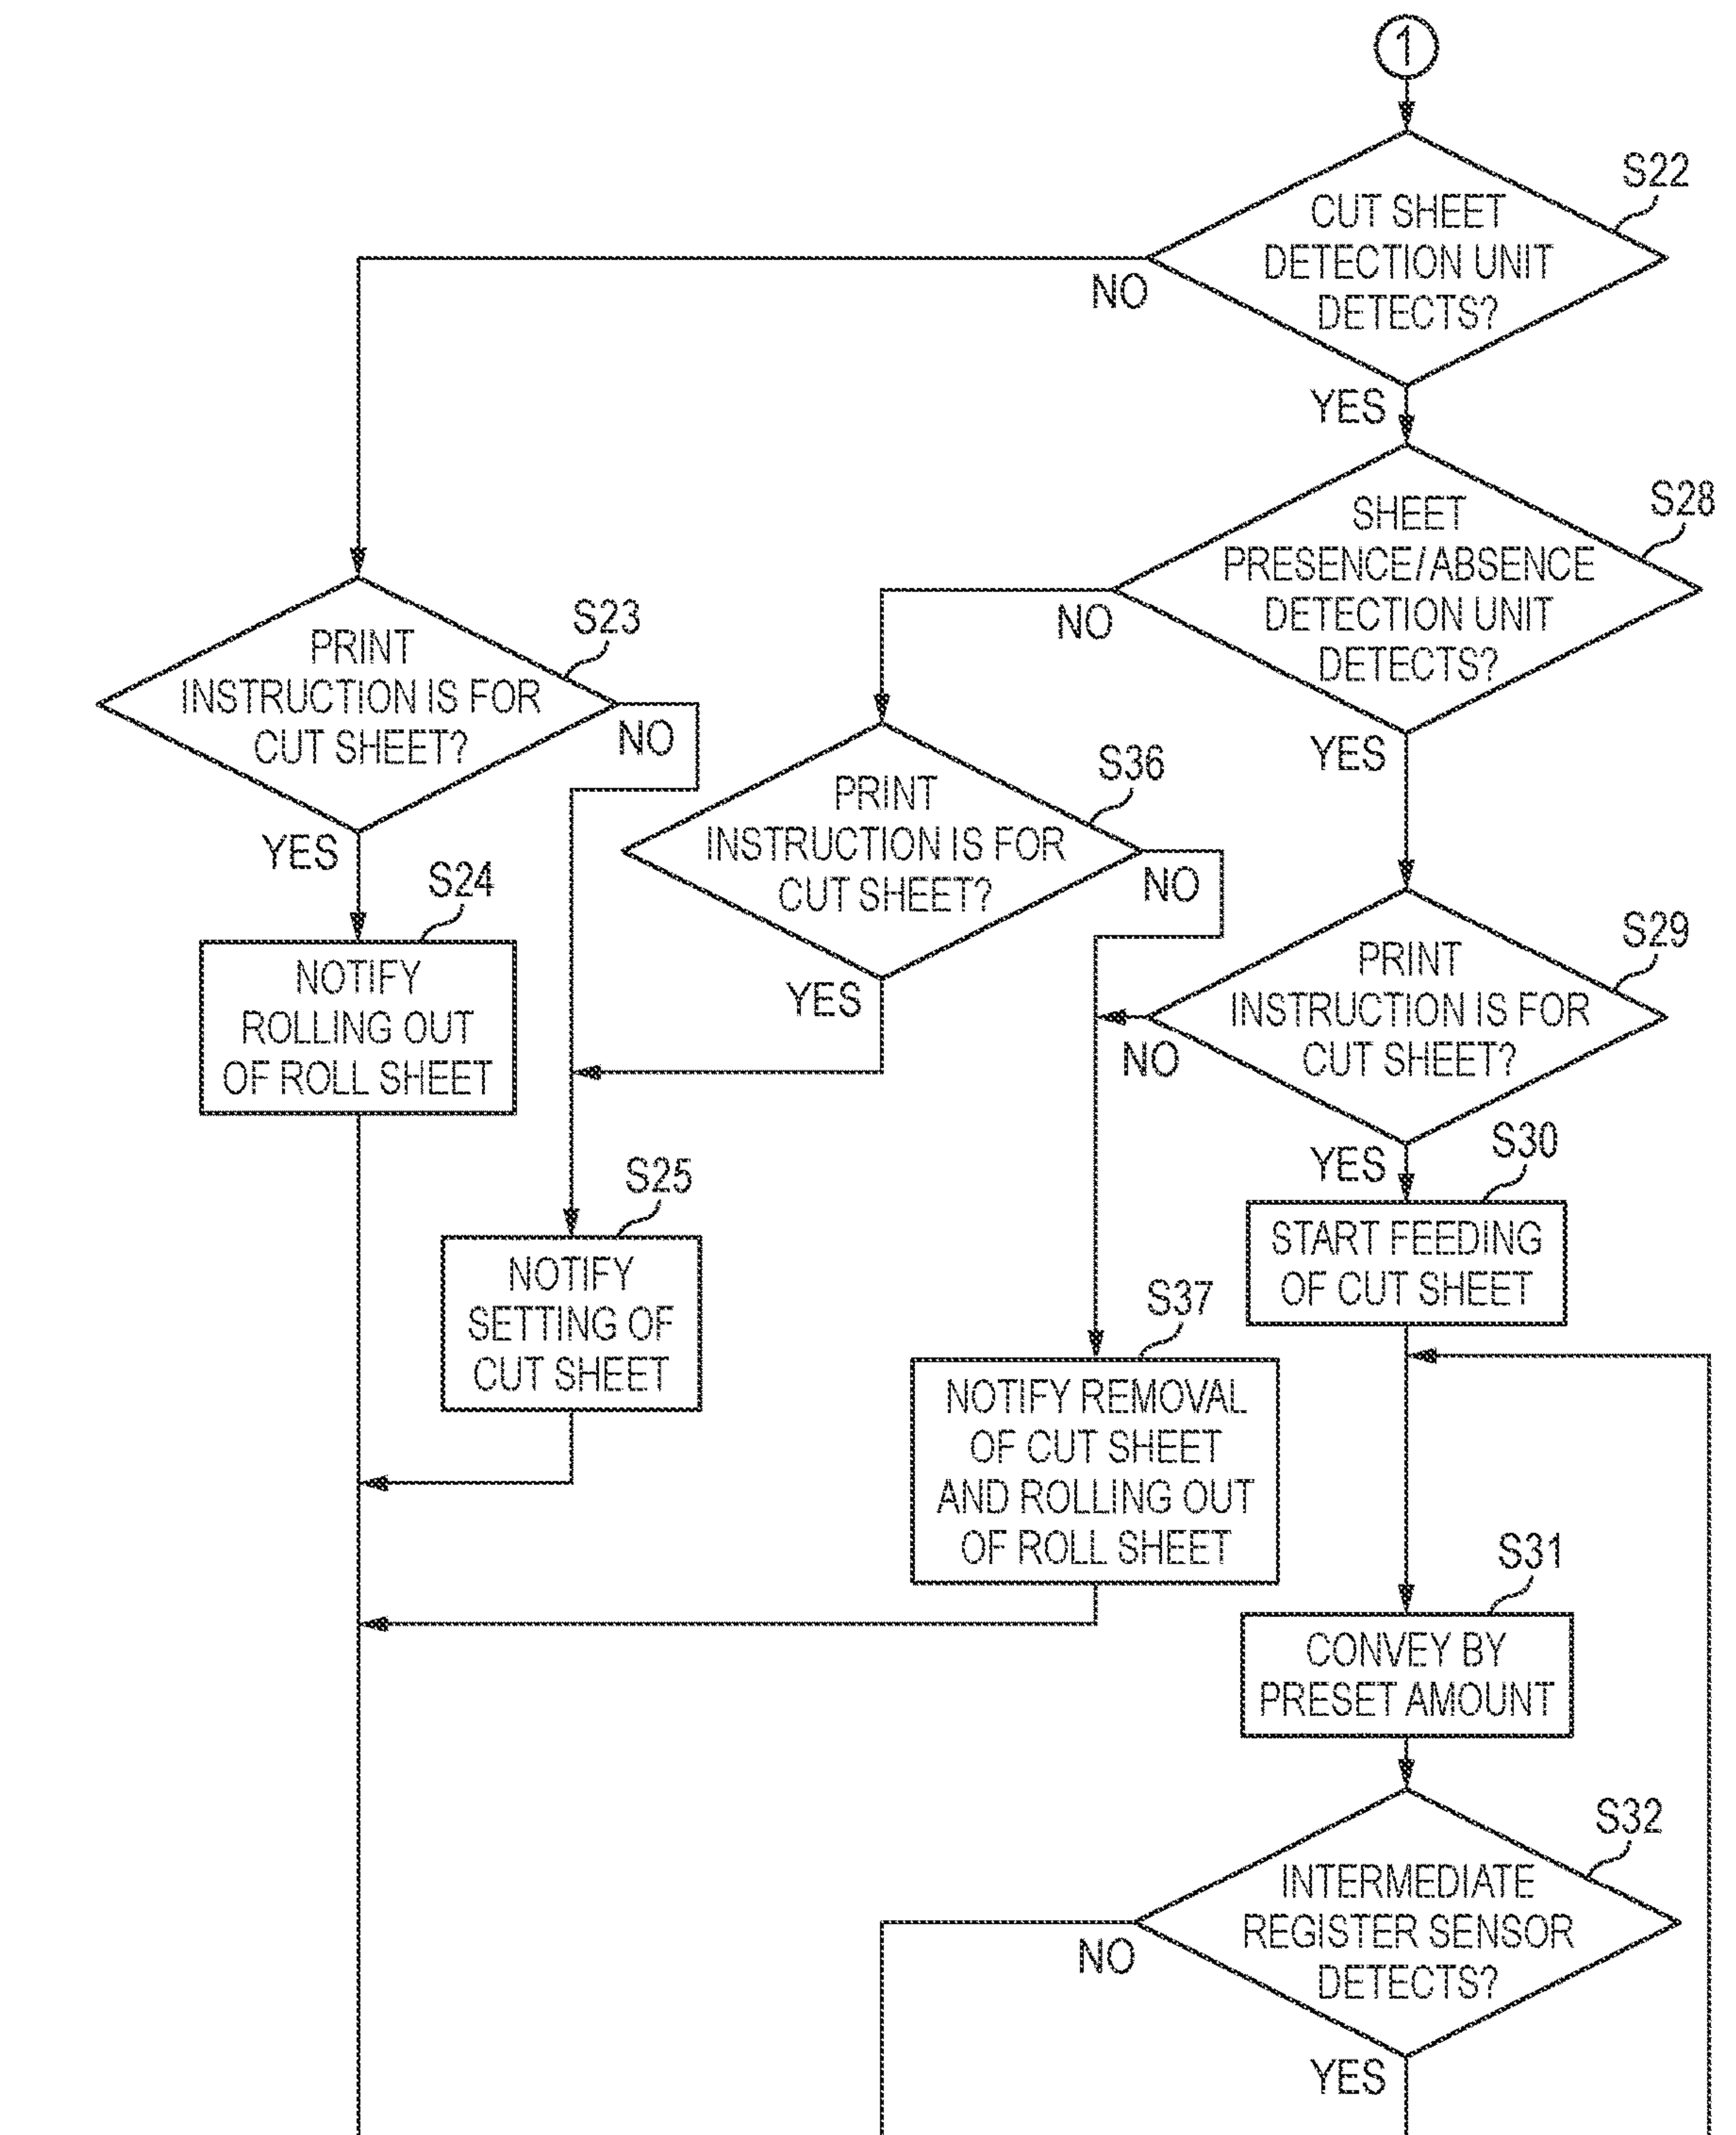 1
S22
CUT SHEET
DETECTION UNIT
DETECTS?
NO
YES
S28
SHEET
PRESENCE/ABSENCE
DETECTION UNIT
DETECTS?
NO
YES
S23
PRINT
INSTRUCTION IS FOR
CUT SHEET?
NO
YES
S36
PRINT
INSTRUCTION IS FOR
CUT SHEET?
NO
YES
S29
PRINT
INSTRUCTION IS FOR
CUT SHEET?
NO
YES
S24
NOTIFY
ROLLING OUT
OF ROLL SHEET
S25
NOTIFY
SETTING OF
CUT SHEET
S30
START FEEDING
OF CUT SHEET
S37
NOTIFY REMOVAL
OF CUT SHEET
AND ROLLING OUT
OF ROLL SHEET
S31
CONVEY BY
PRESET AMOUNT
S32
INTERMEDIATE
REGISTER SENSOR
DETECTS?
NO
YES